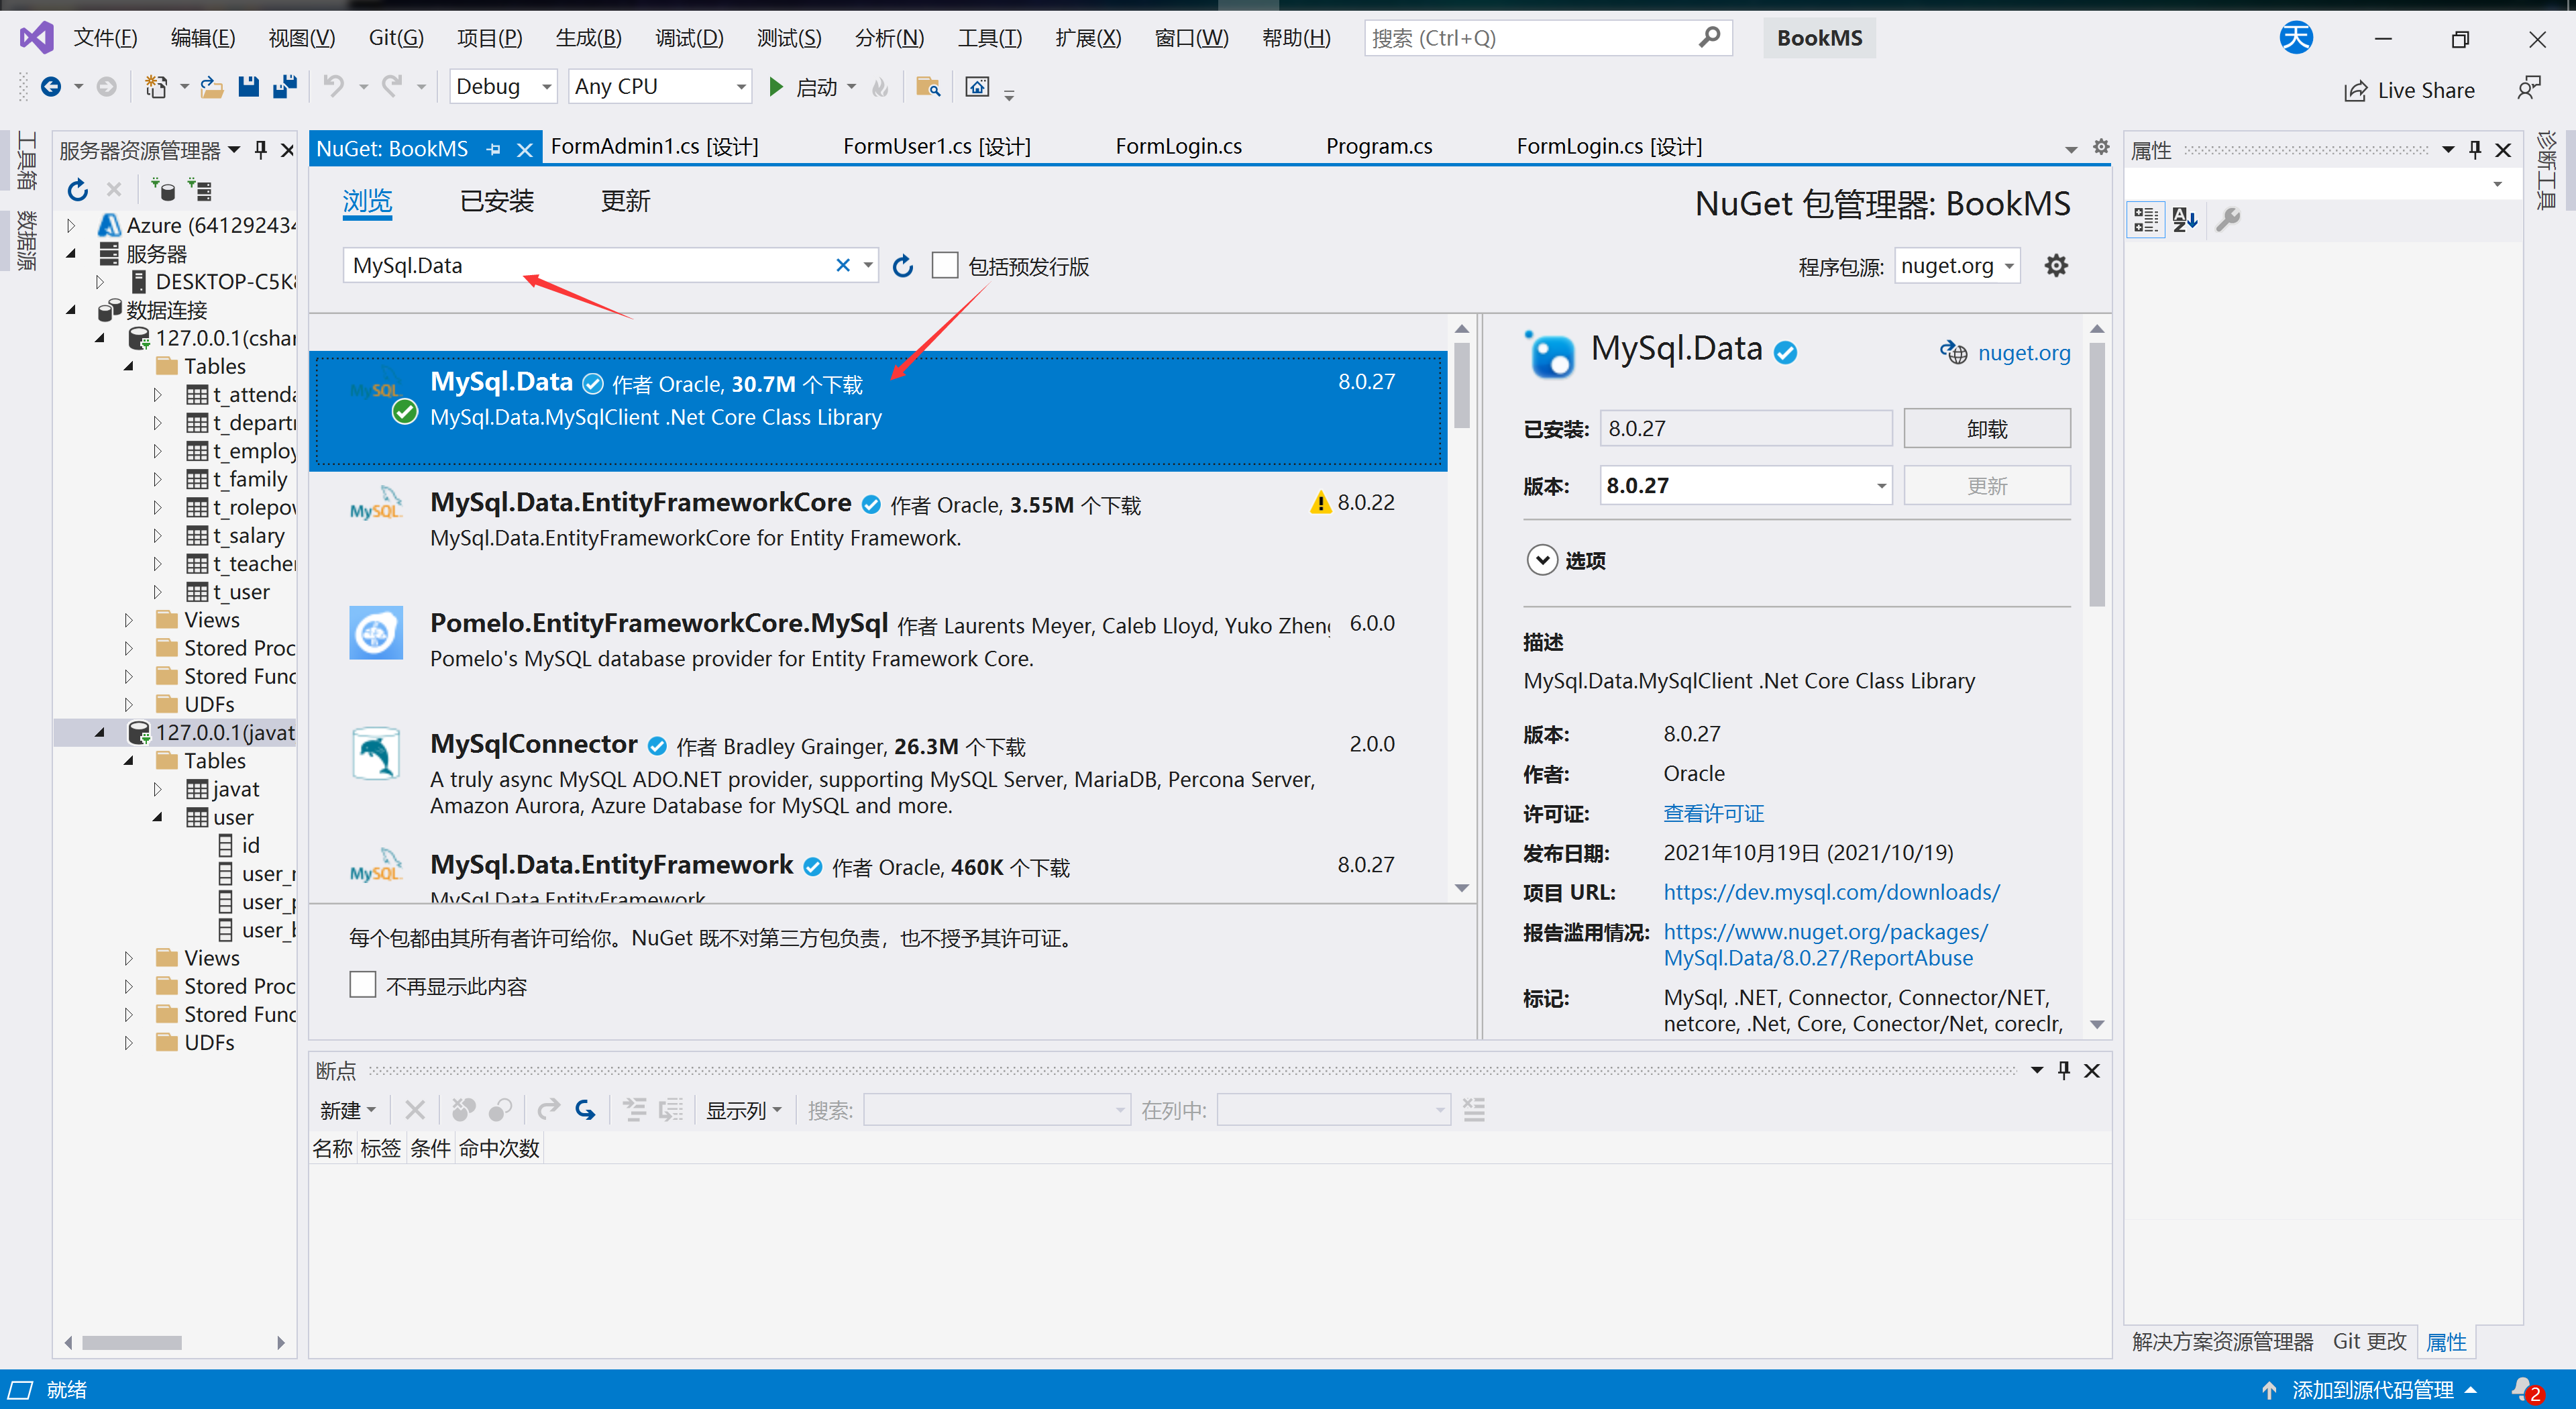 文件(F) 编辑(E) 视图(V) Git(G) 项目(P) 生成(B) 调试(D) 测试(S) 分析(N) 工具(T) 扩展(X) 窗口(W) 帮助(H) 搜索 (Ctrl+Q) BookMS 天
Debug Any CPU 启动 Live Share
工具箱
数据源
服务器资源管理器
Azure (641292434
服务器
DESKTOP-C5K8
数据连接
127.0.0.1(cshar
Tables
t_attenda
t_departr
t_employ
t_family
t_rolepov
t_salary
t_teacher
t_user
Views
Stored Proc
Stored Func
UDFs
127.0.0.1(javat
Tables
javat
user
id
user_r
user_p
user_b
Views
Stored Proc
Stored Func
UDFs
NuGet: BookMS FormAdmin1.cs [设计] FormUser1.cs [设计] FormLogin.cs Program.cs FormLogin.cs [设计]
浏览 已安装 更新 NuGet 包管理器: BookMS
MySql.Data 包括预发行版 程序包源: nuget.org
MySql.Data 作者 Oracle, 30.7M 个下载 8.0.27
MySql.Data.MySqlClient .Net Core Class Library
MySQL
MySql.Data.EntityFrameworkCore 作者 Oracle, 3.55M 个下载 8.0.22
MySql.Data.EntityFrameworkCore for Entity Framework.
MySQL
Pomelo.EntityFrameworkCore.MySql 作者 Laurents Meyer, Caleb Lloyd, Yuko Zheng 6.0.0
Pomelo's MySQL database provider for Entity Framework Core.
MySqlConnector 作者 Bradley Grainger, 26.3M 个下载 2.0.0
A truly async MySQL ADO.NET provider, supporting MySQL Server, MariaDB, Percona Server,
Amazon Aurora, Azure Database for MySQL and more.
MySql.Data.EntityFramework 作者 Oracle, 460K 个下载 8.0.27
MySQL
MySql.Data.EntityFramework
每个包都由其所有者许可给你。NuGet 既不对第三方包负责，也不授予其许可证。
不再显示此内容
MySql.Data nuget.org
已安装: 8.0.27 卸载
版本: 8.0.27 更新
选项
描述
MySql.Data.MySqlClient .Net Core Class Library
版本: 8.0.27
作者: Oracle
许可证: 查看许可证
发布日期: 2021年10月19日 (2021/10/19)
项目 URL: https://dev.mysql.com/downloads/
报告滥用情况: https://www.nuget.org/packages/
MySql.Data/8.0.27/ReportAbuse
标记: MySql, .NET, Connector, Connector/NET,
netcore, .Net, Core, Conector/Net, coreclr,
断点
新建 显示列 搜索: 在列中:
名称 标签 条件 命中次数
属性
诊断工具
解决方案资源管理器 Git 更改 属性
就绪 添加到源代码管理 2